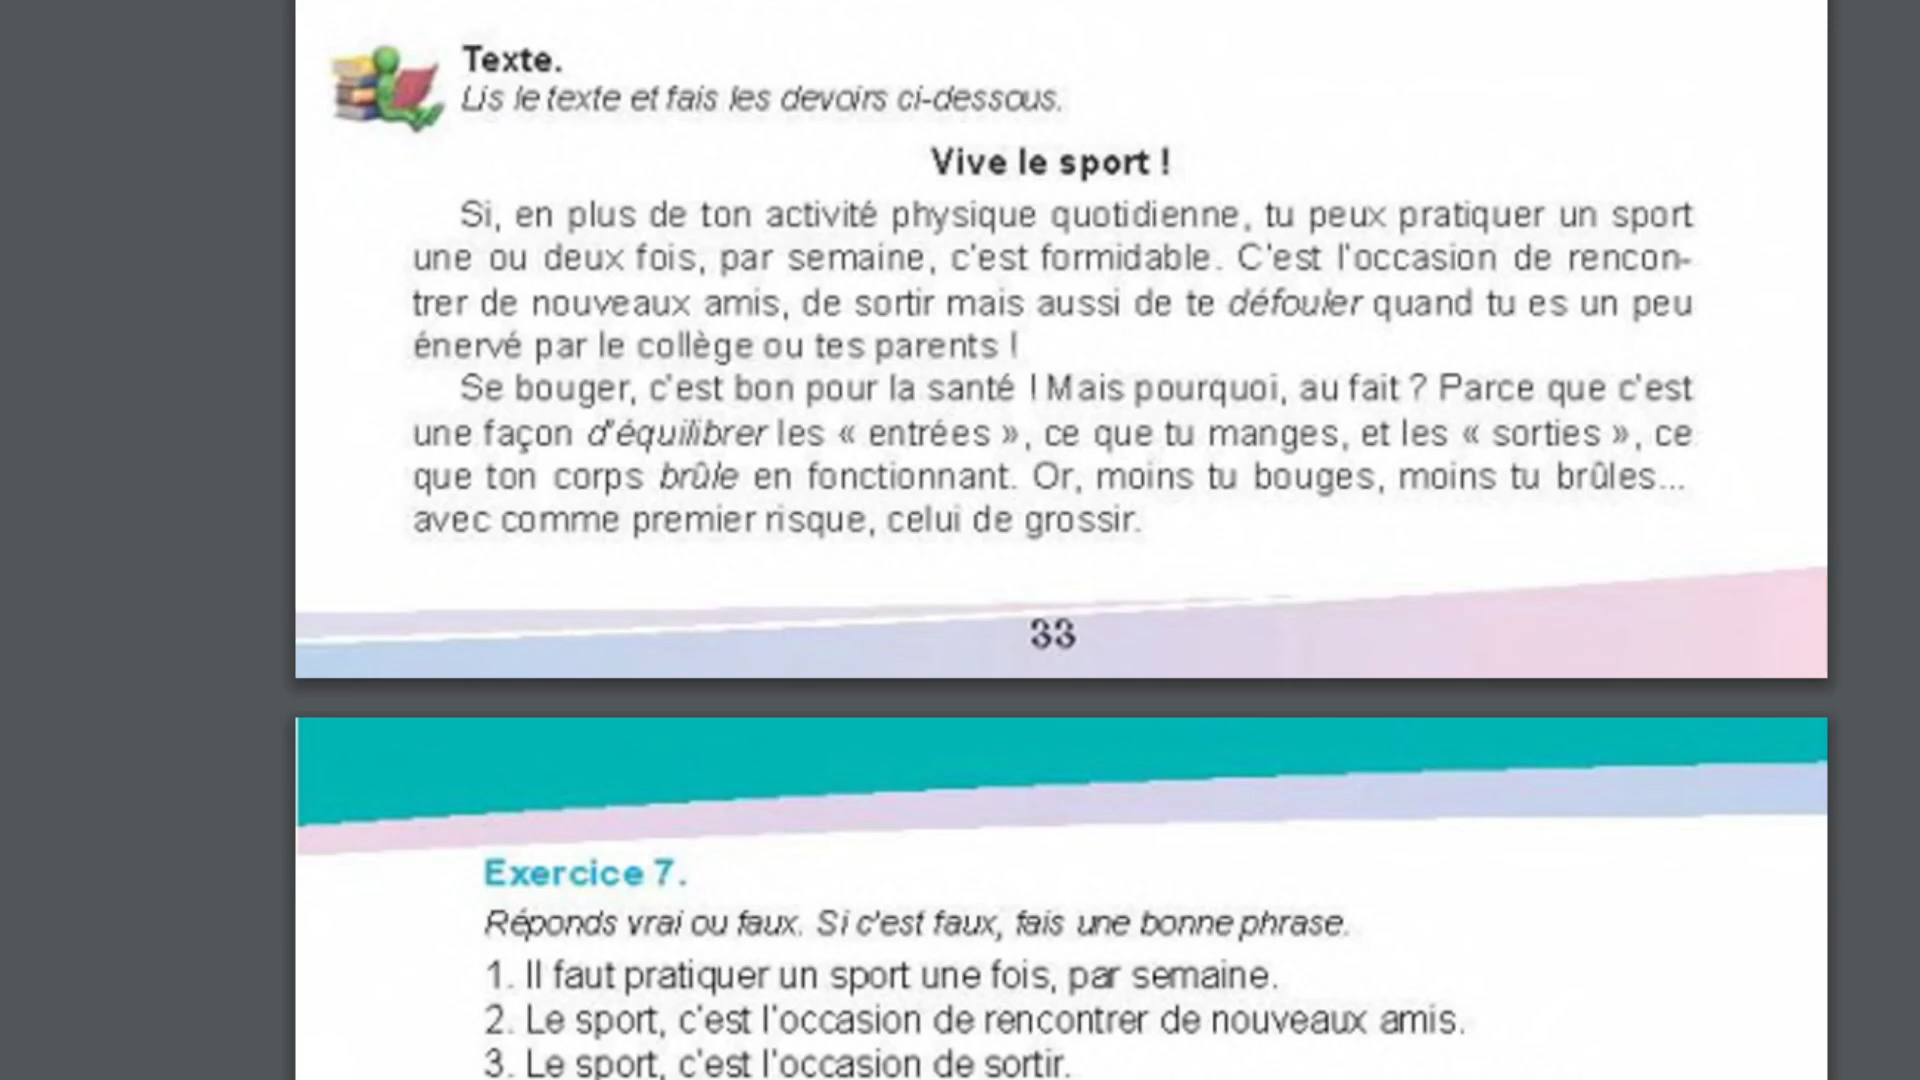 Texte.
Lis le texte et fais les devoirs ci-dessous.
Vive le sport !
Si, en plus de ton activité physique quotidienne, tu peux pratiquer un sport
une ou deux fois, par semaine, c'est formidable. C'est l'occasion de rencon-
trer de nouveaux amis, de sortir mais aussi de te défouler quand tu es un peu
énervé par le collège ou tes parents !
Se bouger, c'est bon pour la santé ! Mais pourquoi, au fait ? Parce que c'est
une façon d'équilibrer les « entrées », ce que tu manges, et les « sorties », ce
que ton corps brûle en fonctionnant. Or, moins tu bouges, moins tu brûles...
avec comme premier risque, celui de grossir.
33
Exercice 7.
Réponds vrai ou faux. Si c'est faux, fais une bonne phrase.
1. Il faut pratiquer un sport une fois, par semaine.
2. Le sport, c'est l'occasion de rencontrer de nouveaux amis.
3. Le sport, c'est l'occasion de sortir.